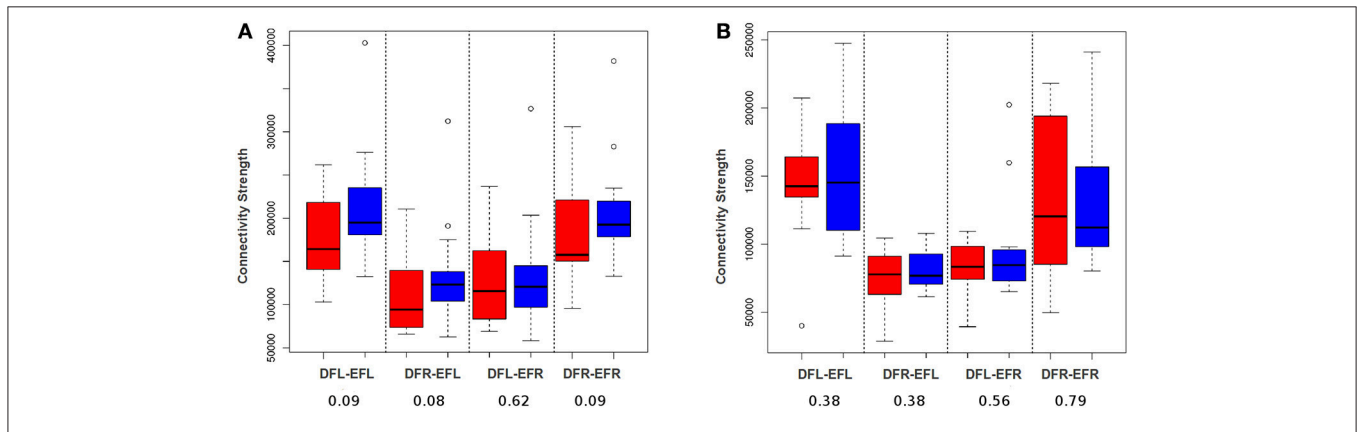 A
Connectivity Strength
400000
300000
200000
100000
50000
DFL-EFL DFR-EFL DFL-EFR DFR-EFR
0.09 0.08 0.62 0.09
B
Connectivity Strength
250000
200000
150000
100000
50000
DFL-EFL DFR-EFL DFL-EFR DFR-EFR
0.38 0.38 0.56 0.79